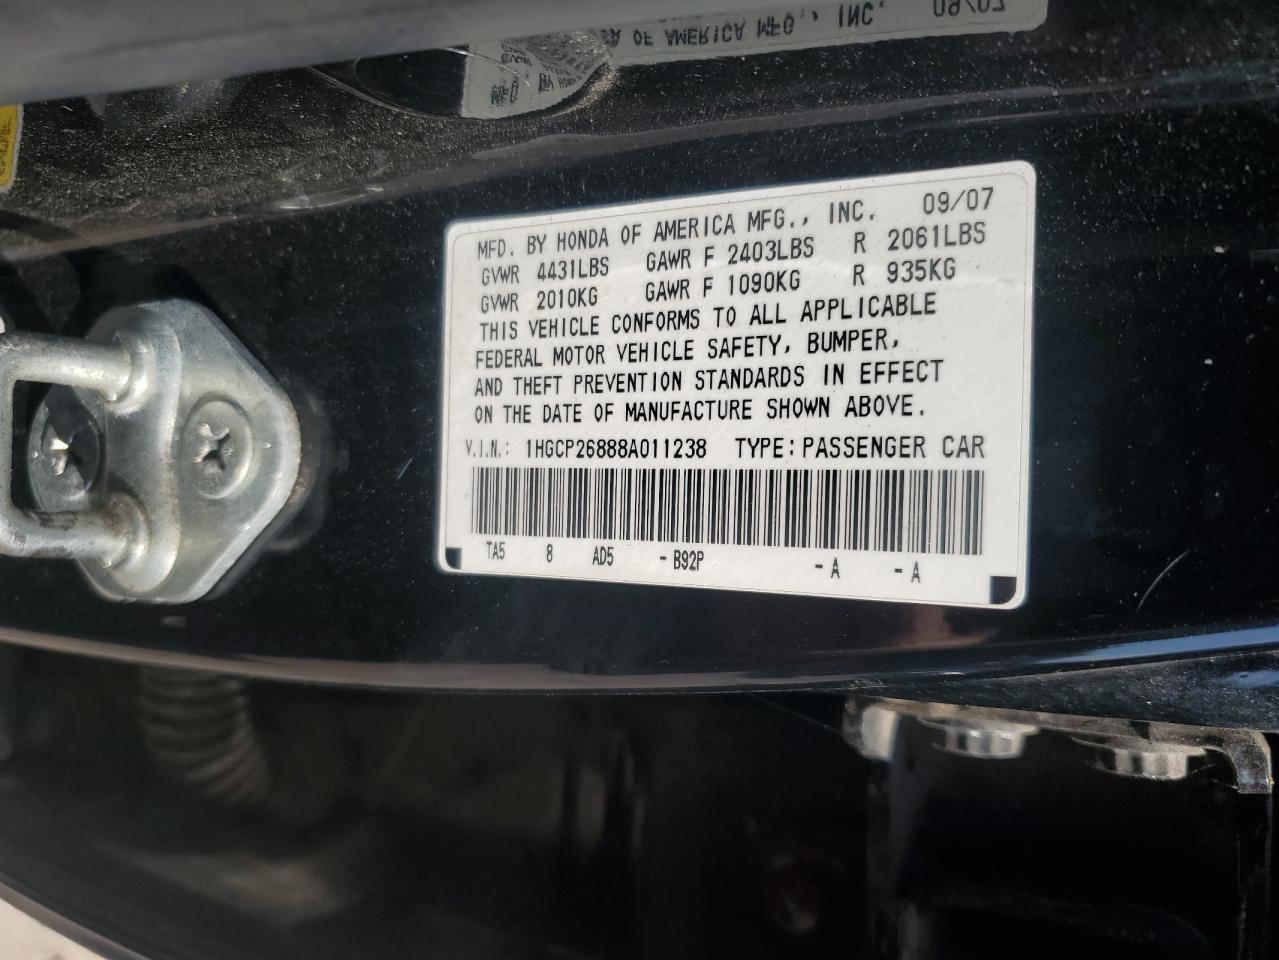 MFD. BY HONDA OF AMERICA MFG., INC. 09/07
GVWR 4431LBS GAWR F 2403LBS R 2061LBS
GVWR 2010KG GAWR F 1090KG R 935KG
THIS VEHICLE CONFORMS TO ALL APPLICABLE
FEDERAL MOTOR VEHICLE SAFETY, BUMPER,
AND THEFT PREVENTION STANDARDS IN EFFECT
ON THE DATE OF MANUFACTURE SHOWN ABOVE.
V.I.N.: 1HGCP26888A011238 TYPE: PASSENGER CAR
TA5 8 AD5 - B92P - A - A